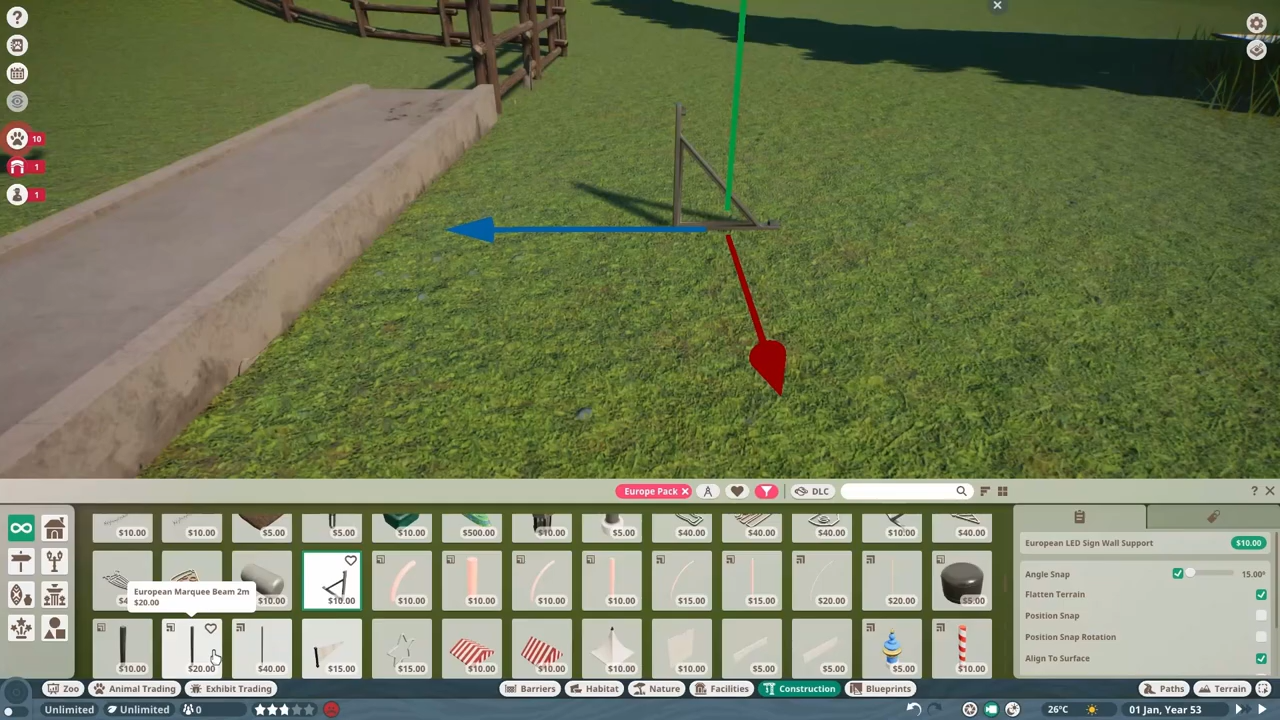 ?
10
1
1
Europe Pack ×
DLC
? ×
$10.00 $10.00 $5.00 $5.00 $10.00 $500.00 $10.00 $5.00 $40.00 $40.00 $40.00 $10.00 $40.00
$10.00 $10.00 $10.00 $10.00 $10.00 $10.00 $15.00 $15.00 $20.00 $20.00 $5.00
European Marquee Beam 2m
$20.00
$10.00 $20.00 $40.00 $15.00 $15.00 $10.00 $10.00 $10.00 $10.00 $5.00 $5.00 $5.00 $10.00
European LED Sign Wall Support $10.00
Angle Snap 15.00°
Flatten Terrain
Position Snap
Position Snap Rotation
Align To Surface
Zoo Animal Trading Exhibit Trading Barriers Habitat Nature Facilities Construction Blueprints Paths Terrain
Unlimited Unlimited 0 26°C 01 Jan, Year 53